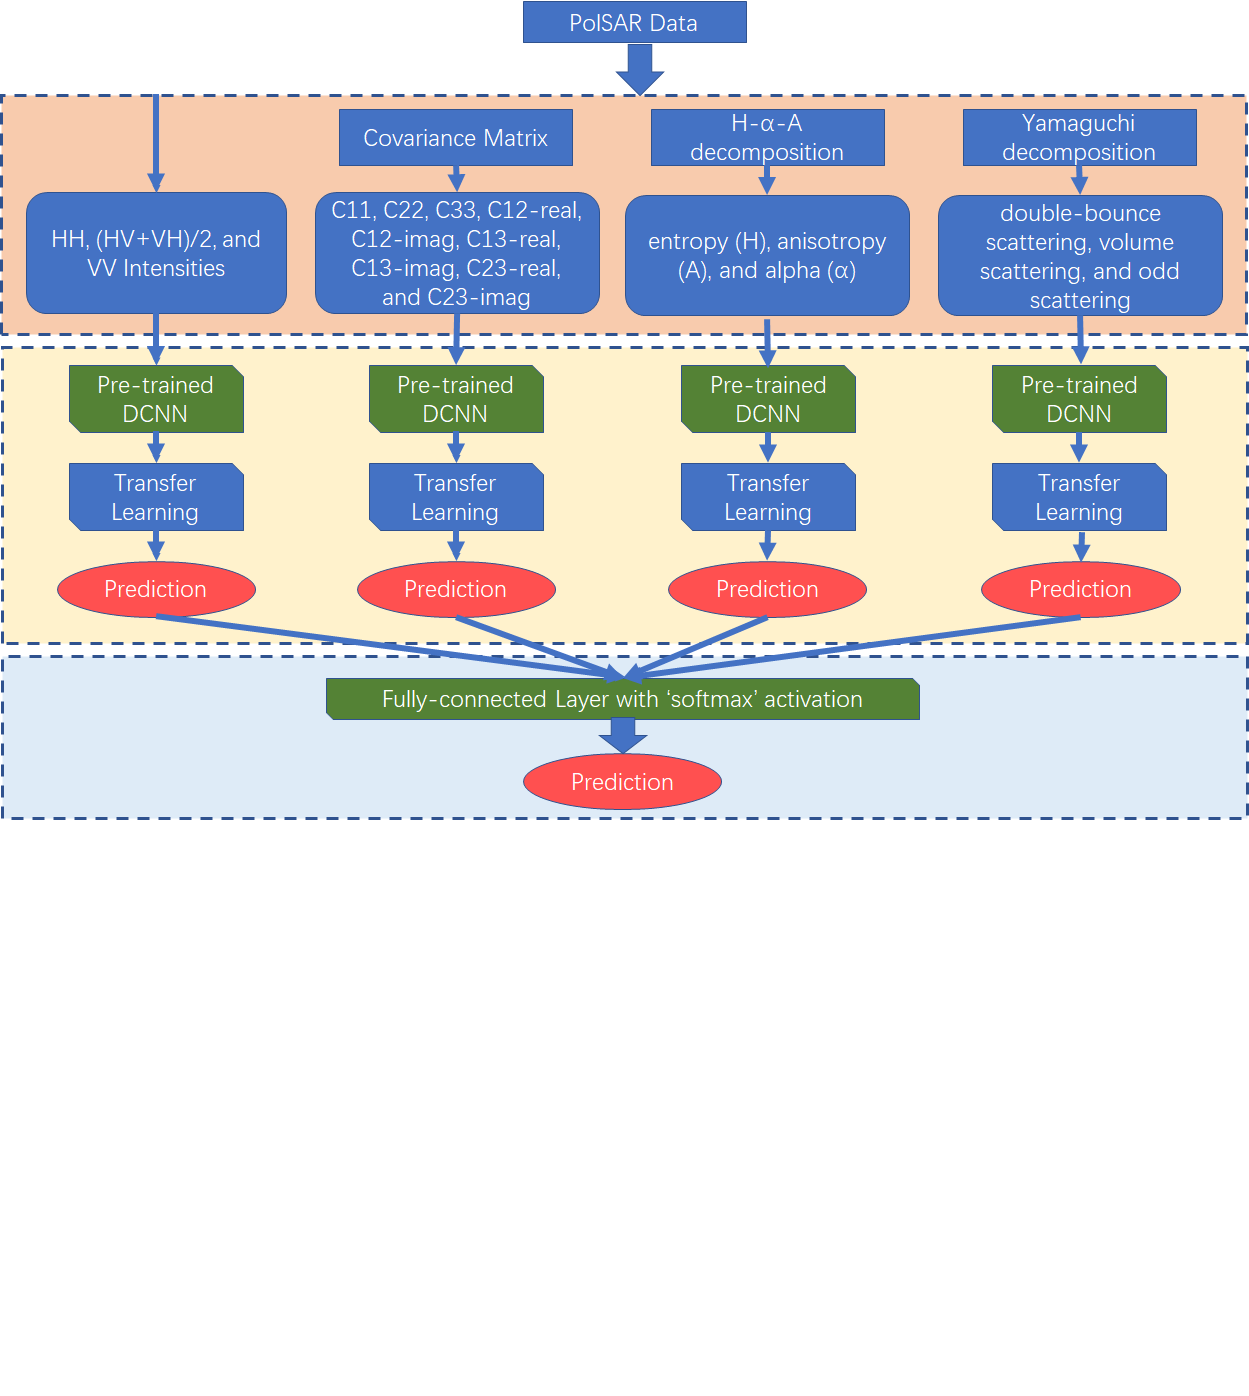 PolSAR Data
Covariance Matrix
H-α-A
decomposition
Yamaguchi
decomposition
HH, (HV+VH)/2, and
VV Intensities
C11, C22, C33, C12-real,
C12-imag, C13-real,
C13-imag, C23-real,
and C23-imag
entropy (H), anisotropy
(A), and alpha (α)
double-bounce
scattering, volume
scattering, and odd
scattering
Pre-trained
DCNN
Pre-trained
DCNN
Pre-trained
DCNN
Pre-trained
DCNN
Transfer
Learning
Transfer
Learning
Transfer
Learning
Transfer
Learning
Prediction
Prediction
Prediction
Prediction
Fully-connected Layer with ‘softmax’ activation
Prediction